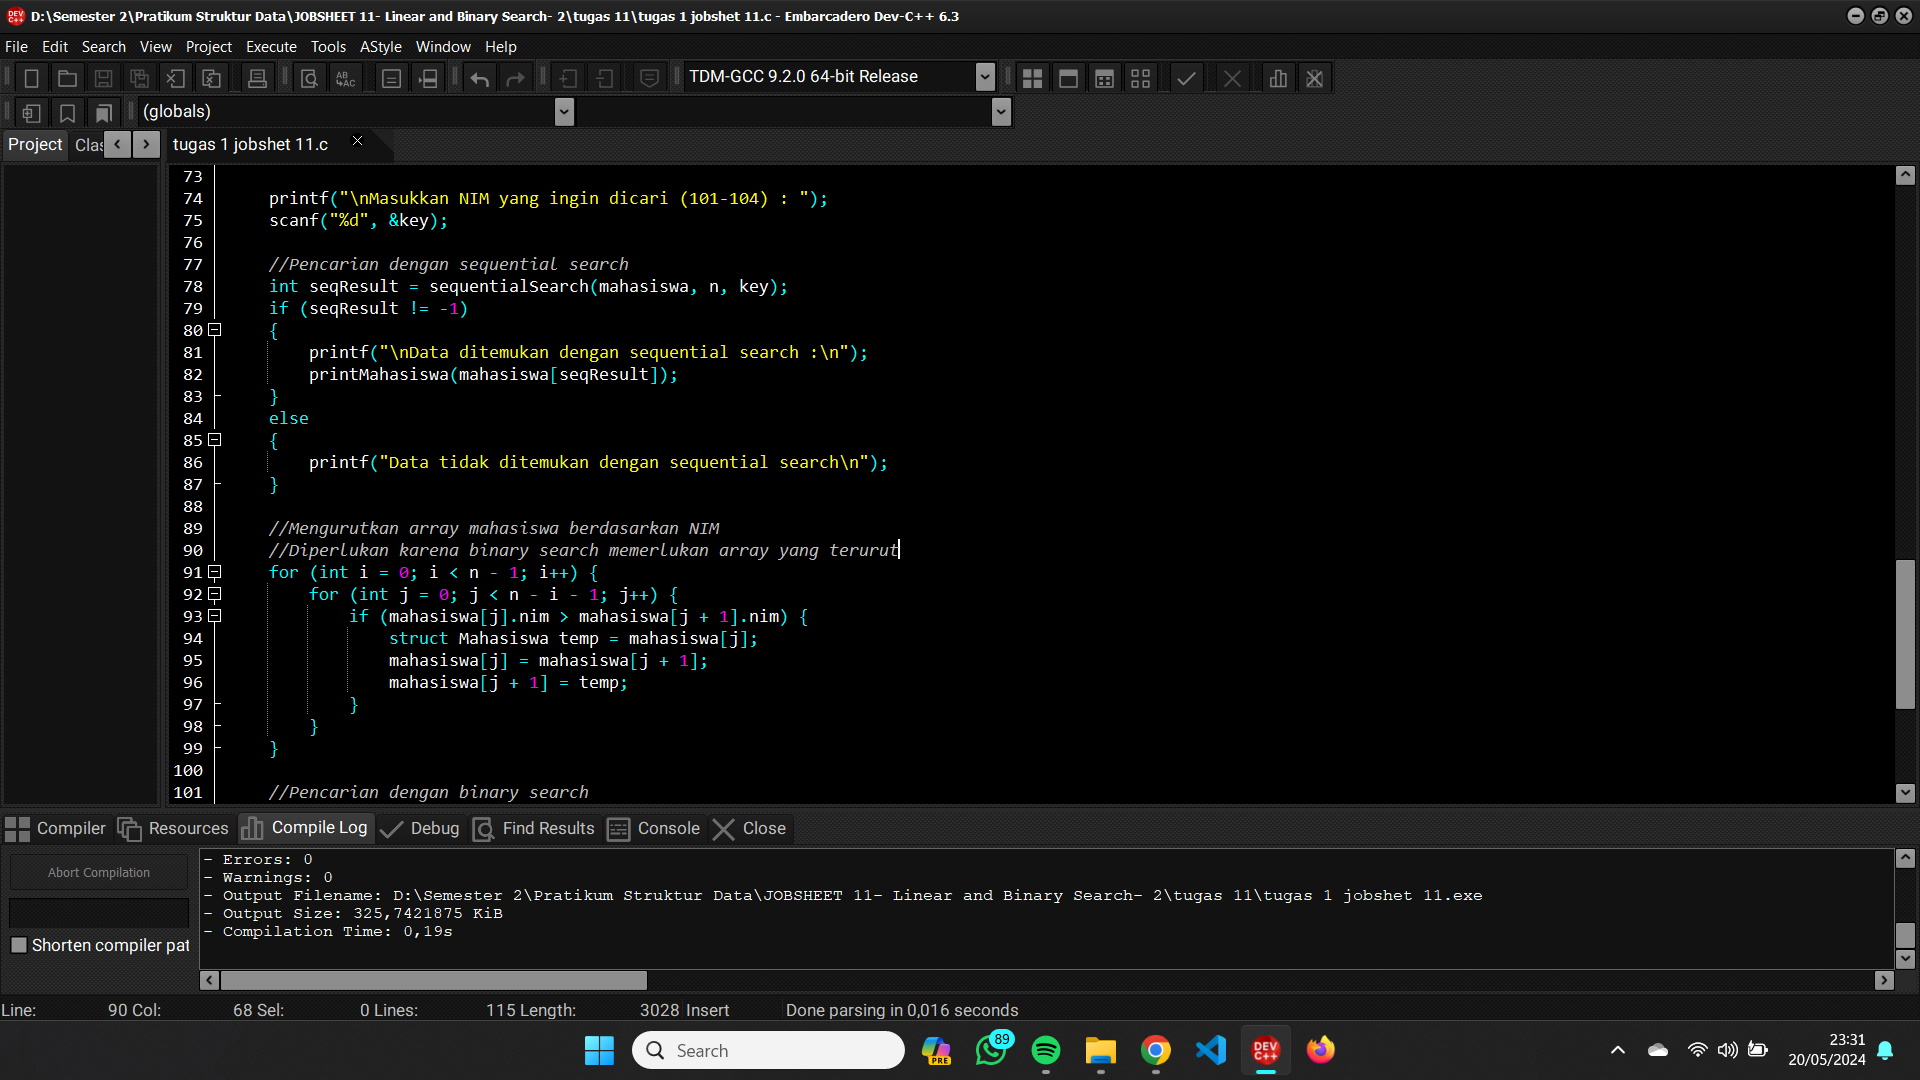 D:\Semester 2\Pratikum Struktur Data\JOBSHEET 11- Linear and Binary Search- 2\tugas 11\tugas 1 jobshet 11.c - Embarcadero Dev-C++ 6.3
File Edit Search View Project Execute Tools AStyle Window Help
TDM-GCC 9.2.0 64-bit Release
(globals)
Project Clas tugas 1 jobshet 11.c
73
74 printf("\nMasukkan NIM yang ingin dicari (101-104) : ");
75 scanf("%d", &key);
76
77 //Pencarian dengan sequential search
78 int seqResult = sequentialSearch(mahasiswa, n, key);
79 if (seqResult != -1)
80 {
81 printf("\nData ditemukan dengan sequential search :\n");
82 printMahasiswa(mahasiswa[seqResult]);
83 }
84 else
85 {
86 printf("Data tidak ditemukan dengan sequential search\n");
87 }
88
89 //Mengurutkan array mahasiswa berdasarkan NIM
90 //Diperlukan karena binary search memerlukan array yang terurut
91 for (int i = 0; i < n - 1; i++) {
92 for (int j = 0; j < n - i - 1; j++) {
93 if (mahasiswa[j].nim > mahasiswa[j + 1].nim) {
94 struct Mahasiswa temp = mahasiswa[j];
95 mahasiswa[j] = mahasiswa[j + 1];
96 mahasiswa[j + 1] = temp;
97 }
98 }
99 }
100
101 //Pencarian dengan binary search
Compiler Resources Compile Log Debug Find Results Console Close
Abort Compilation
Shorten compiler pat
- Errors: 0
- Warnings: 0
- Output Filename: D:\Semester 2\Pratikum Struktur Data\JOBSHEET 11- Linear and Binary Search- 2\tugas 11\tugas 1 jobshet 11.exe
- Output Size: 325,7421875 KiB
- Compilation Time: 0,19s
Line: 90 Col: 68 Sel: 0 Lines: 115 Length: 3028 Insert Done parsing in 0,016 seconds
Search
PRE
89
DEV C++
23:31
20/05/2024